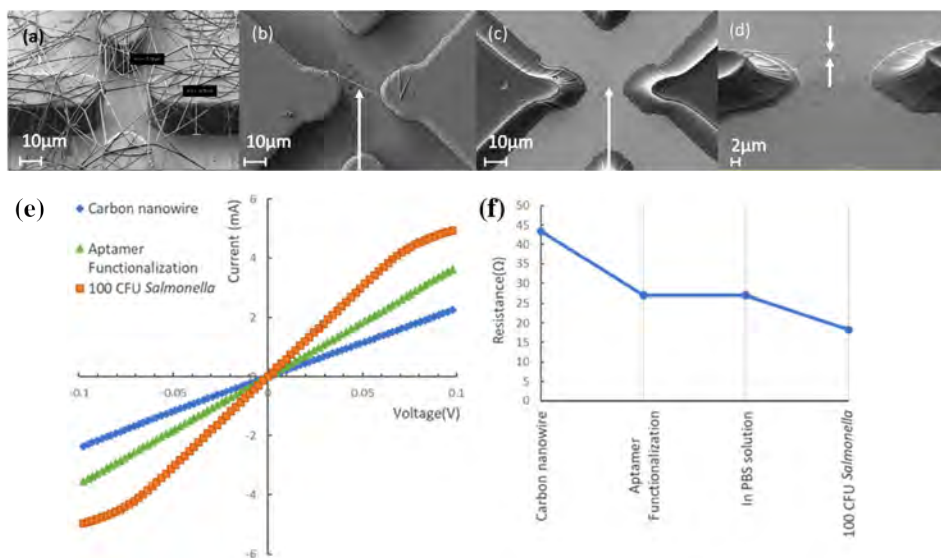 (a) (b) (c) (d)
10μm 10μm 10μm 2μm
(e)
Carbon nanowire
Aptamer
Functionalization
100 CFU Salmonella
Current (mA)
6
4
2
0
-2
-4
-6
-0.1 -0.05 0 0.05 0.1
Voltage(V)
(f)
Resistance(Ω)
50
45
40
35
30
25
20
15
10
5
0
Carbon nanowire
Aptamer
Functionalization
In PBS solution
100 CFU Salmonella